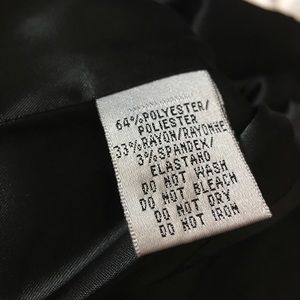 64%POLYESTER/
POLIESTER
33%RAYON/RAYONNE
3%SPANDEX/
ELASTANO
DO NOT WASH
DO NOT BLEACH
DO NOT DRY
DO NOT IRON